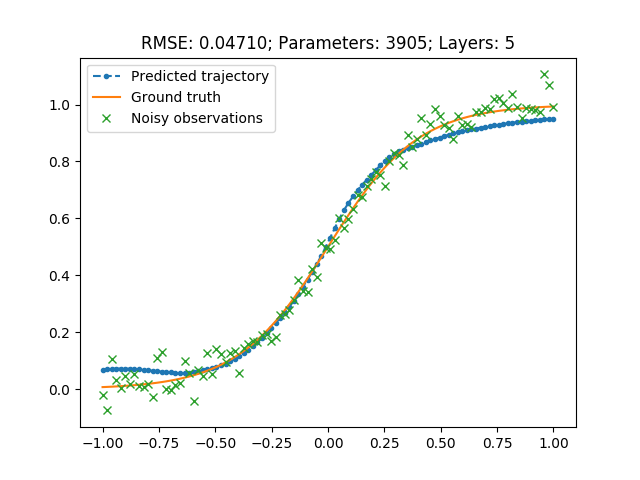 RMSE: 0.04710; Parameters: 3905; Layers: 5
Predicted trajectory
Ground truth
Noisy observations
1.0
0.8
0.6
0.4
0.2
0.0
−1.00 −0.75 −0.50 −0.25 0.00 0.25 0.50 0.75 1.00